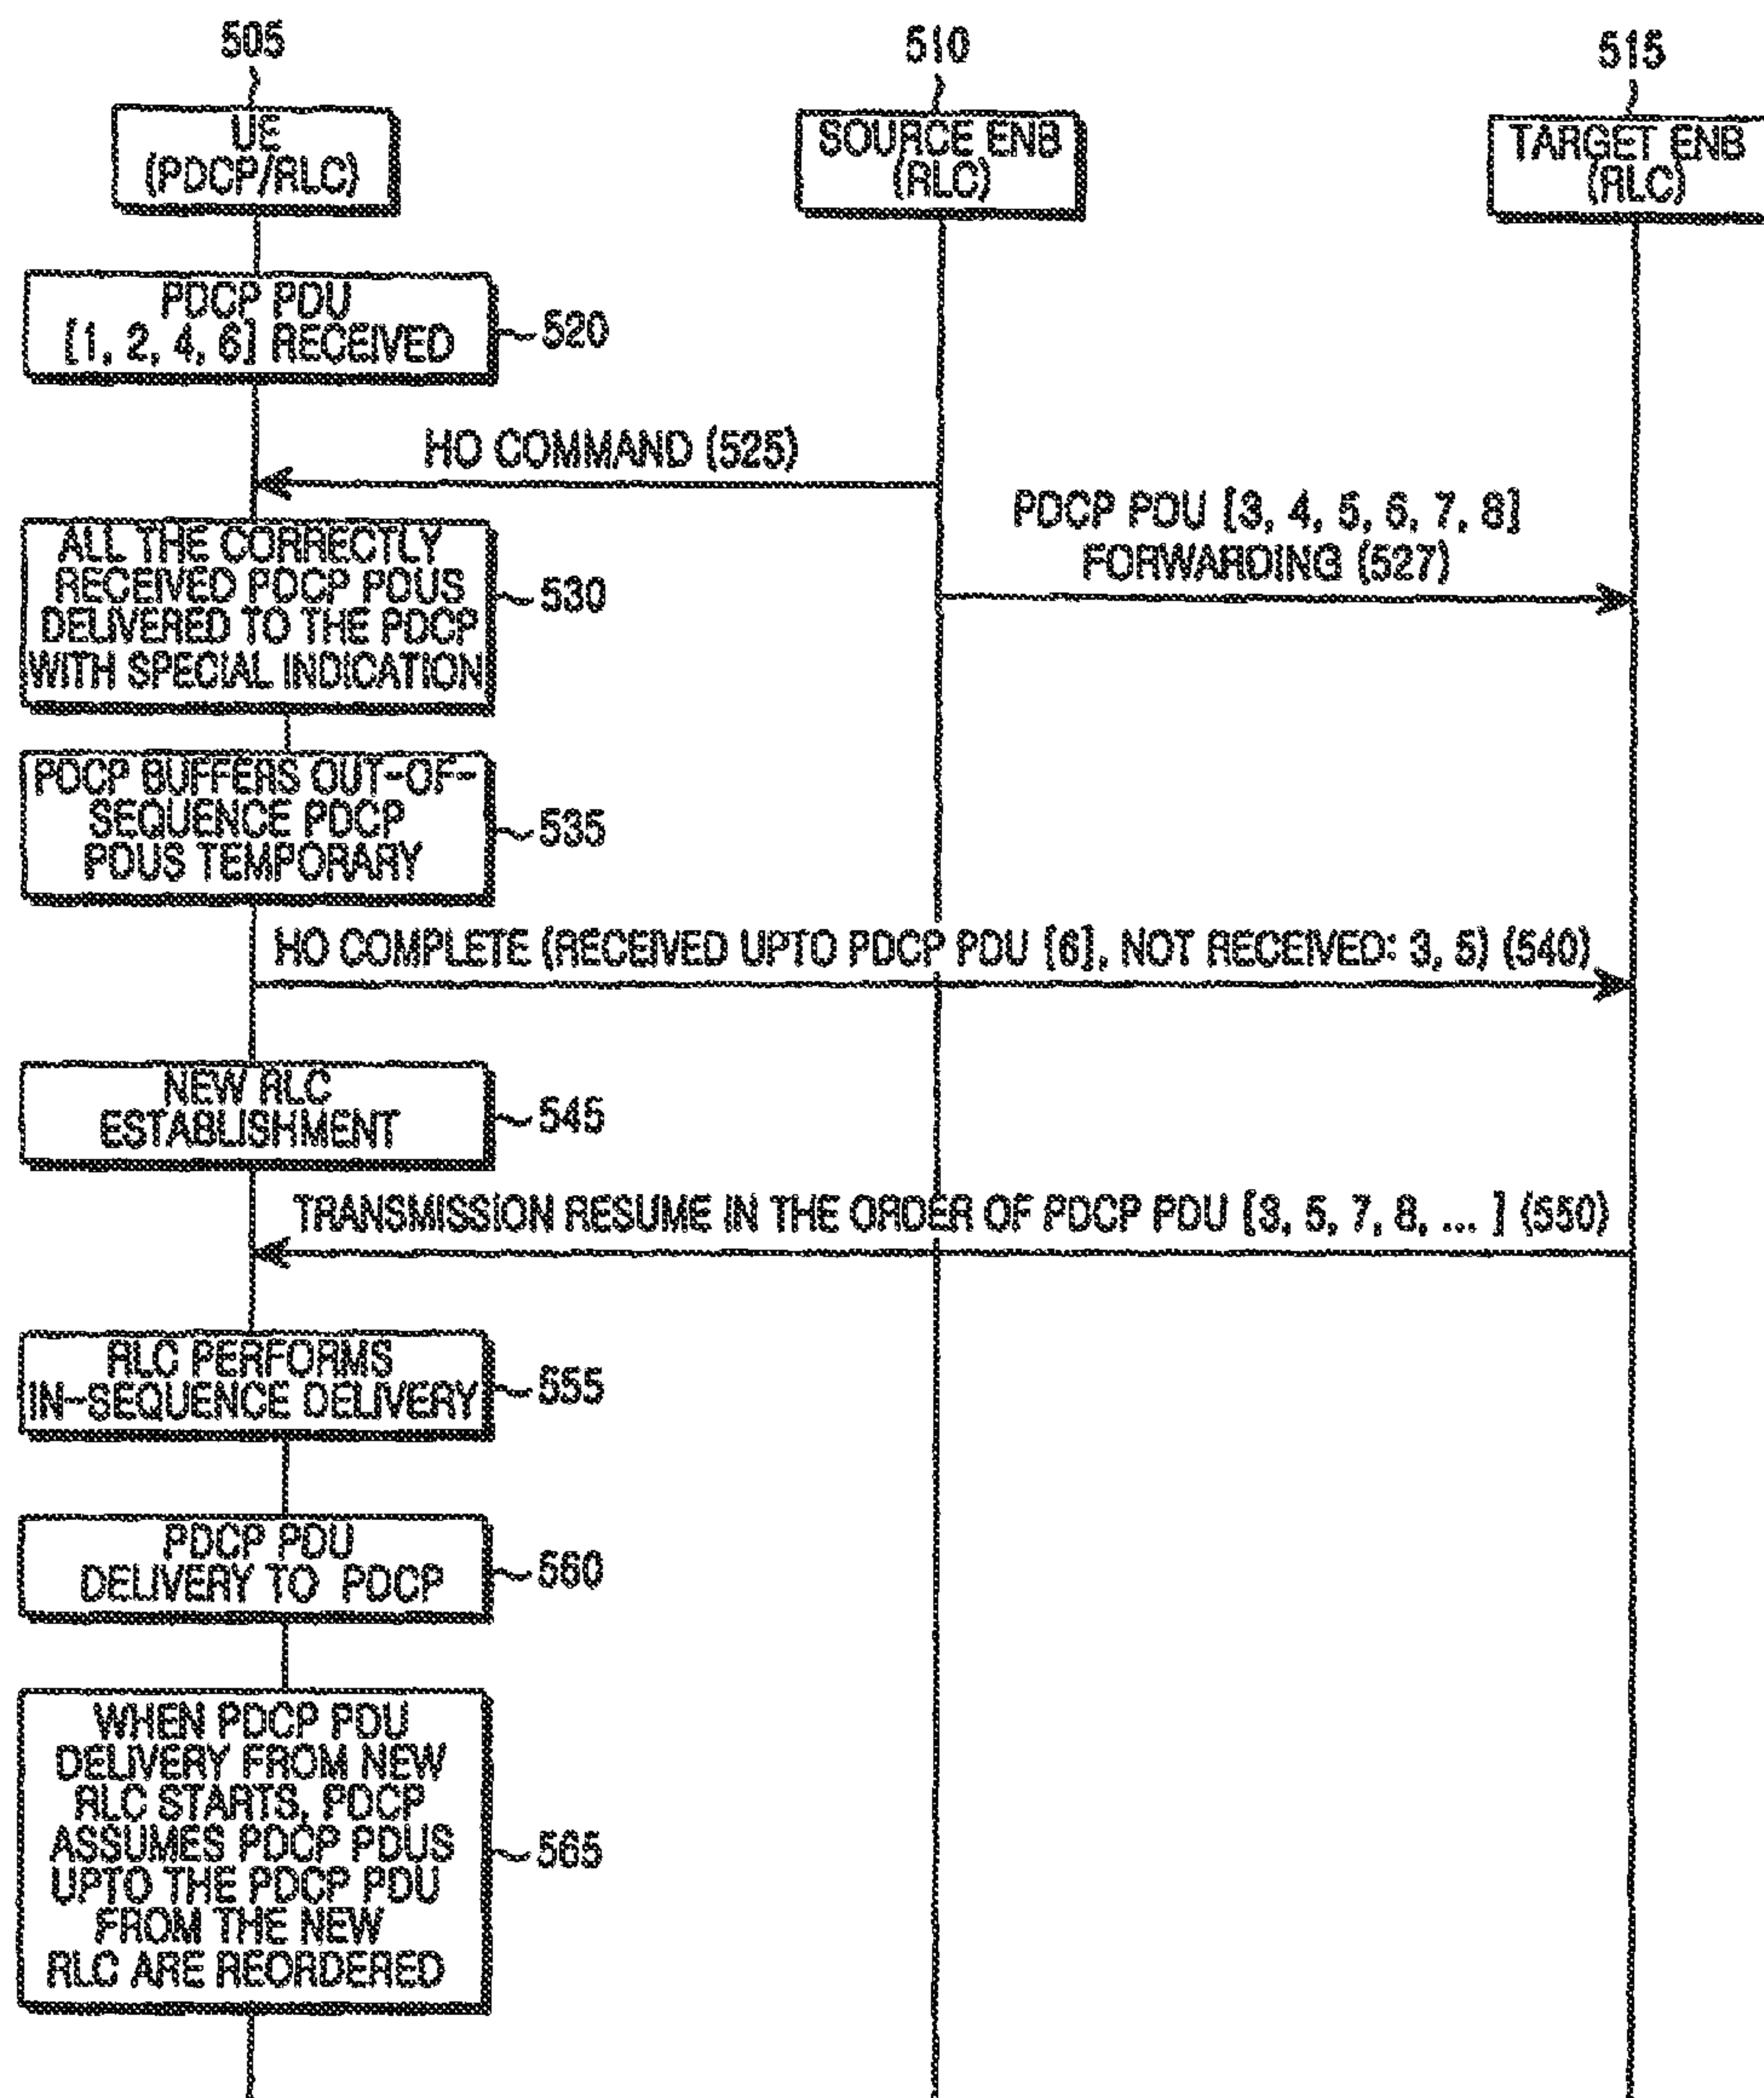 505
510
515
UE
(PDCP/RLC)
SOURCE ENB
(RLC)
TARGET ENB
(RLC)
PDCP PDU
[1, 2, 4, 6] RECEIVED
520
HO COMMAND (525)
PDCP PDU [3, 4, 5, 6, 7, 8]
FORWARDING (527)
ALL THE CORRECTLY
RECEIVED PDCP PDUS
DELIVERED TO THE PDCP
WITH SPECIAL INDICATION
530
PDCP BUFFERS OUT-OF-
SEQUENCE PDCP
PDUS TEMPORARY
535
HO COMPLETE (RECEIVED UPTO PDCP PDU [6], NOT RECEIVED: 3, 5) (540)
NEW RLC
ESTABLISHMENT
545
TRANSMISSION RESUME IN THE ORDER OF PDCP PDU [3, 5, 7, 8, ... ] (550)
RLC PERFORMS
IN-SEQUENCE DELIVERY
555
PDCP PDU
DELIVERY TO PDCP
560
WHEN PDCP PDU
DELIVERY FROM NEW
RLC STARTS, PDCP
ASSUMES PDCP PDUS
UPTO THE PDCP PDU
FROM THE NEW
RLC ARE REORDERED
565